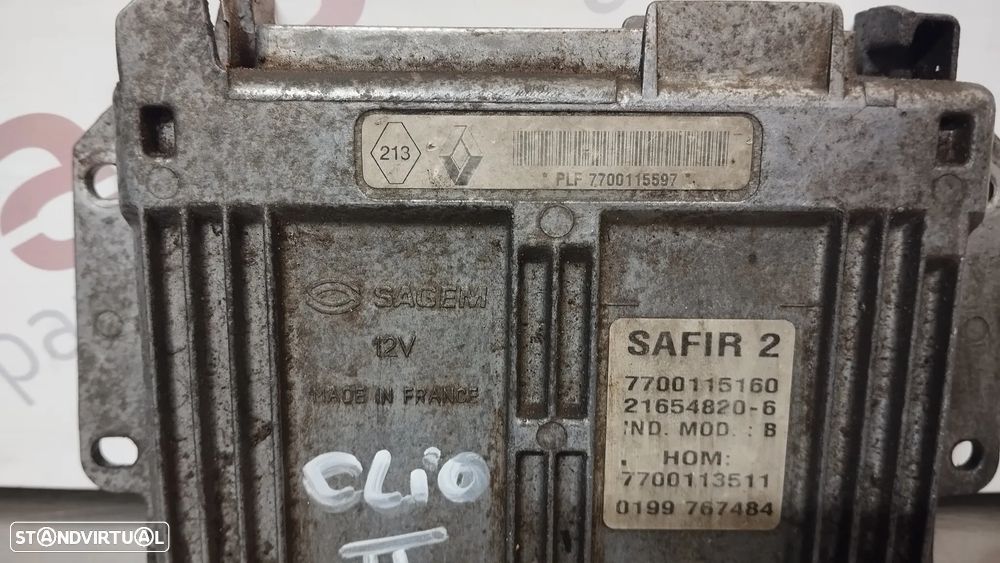 213
* PLF 7700115597 *
SAGEM
12V
MADE IN FRANCE
SAFIR 2
7700115160
21654820-6
IND. MOD. : B
HOM:
7700113511
0199 767484
CLiO
II
STANDVIRTUAL